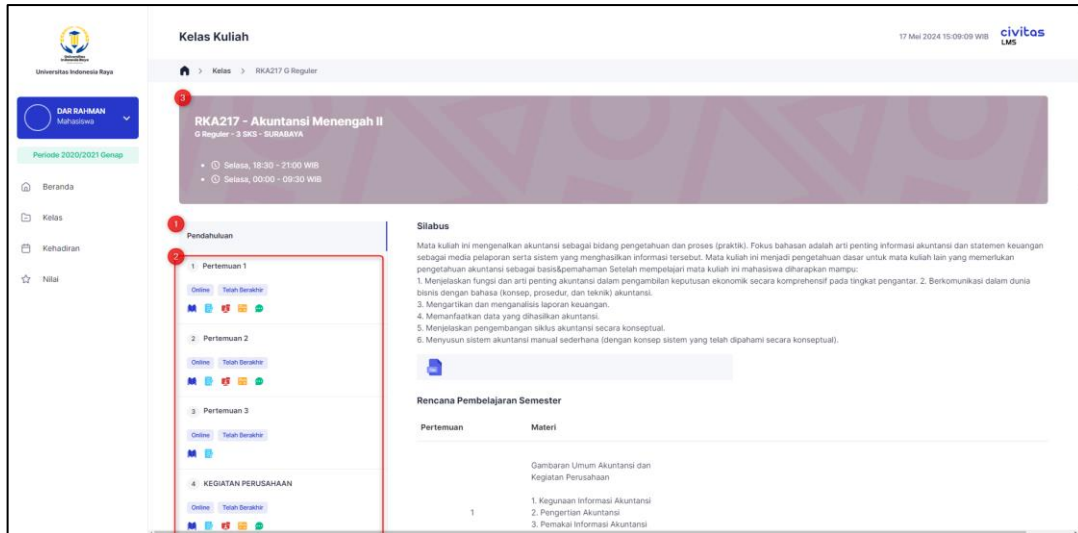 Universitas
Indonesia Raya
Universitas Indonesia Raya
Kelas Kuliah
17 Mei 2024 15:09:09 WIB
civitas
LMS
> Kelas > RKA217 G Reguler
DAR RAHMAN
Mahasiswa
Periode 2020/2021 Genap
Beranda
Kelas
Kehadiran
Nilai
3
RKA217 - Akuntansi Menengah II
G Reguler - 3 SKS - SURABAYA
• Selasa, 18:30 - 21:00 WIB
• Selasa, 00:00 - 09:30 WIB
1
Pendahuluan
2
1 Pertemuan 1
Online Telah Berakhir
2 Pertemuan 2
Online Telah Berakhir
3 Pertemuan 3
Online Telah Berakhir
4 KEGIATAN PERUSAHAAN
Online Telah Berakhir
Silabus
Mata kuliah ini mengenalkan akuntansi sebagai bidang pengetahuan dan proses (praktik). Fokus bahasan adalah arti penting informasi akuntansi dan statemen keuangan
sebagai media pelaporan serta sistem yang menghasilkan informasi tersebut. Mata kuliah ini menjadi pengetahuan dasar untuk mata kuliah lain yang memerlukan
pengetahuan akuntansi sebagai basis&pemahaman Setelah mempelajari mata kuliah ini mahasiswa diharapkan mampu:
1. Menjelaskan fungsi dan arti penting akuntansi dalam pengambilan keputusan ekonomik secara komprehensif pada tingkat pengantar. 2. Berkomunikasi dalam dunia
bisnis dengan bahasa (konsep, prosedur, dan teknik) akuntansi.
3. Mengartikan dan menganalisis laporan keuangan.
4. Memanfaatkan data yang dihasilkan akuntansi.
5. Menjelaskan pengembangan siklus akuntansi secara konseptual.
6. Menyusun sistem akuntansi manual sederhana (dengan konsep sistem yang telah dipahami secara konseptual).
Rencana Pembelajaran Semester
Pertemuan Materi
Gambaran Umum Akuntansi dan
Kegiatan Perusahaan
1. Kegunaan Informasi Akuntansi
1 2. Pengertian Akuntansi
3. Pemakai Informasi Akuntansi